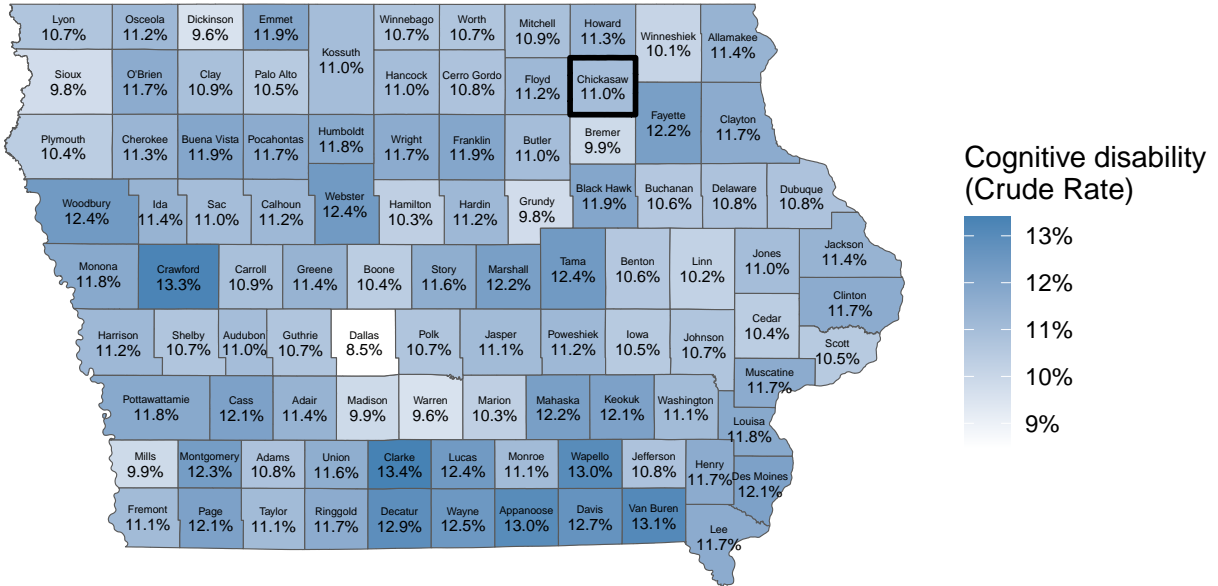 Lyon
10.7%
Osceola
11.2%
Dickinson
9.6%
Emmet
11.9%
Kossuth
11.0%
Winnebago
10.7%
Worth
10.7%
Mitchell
10.9%
Howard
11.3%
Winneshiek
10.1%
Allamakee
11.4%
Sioux
9.8%
O'Brien
11.7%
Clay
10.9%
Palo Alto
10.5%
Hancock
11.0%
Cerro Gordo
10.8%
Floyd
11.2%
Chickasaw
11.0%
Fayette
12.2%
Clayton
11.7%
Plymouth
10.4%
Cherokee
11.3%
Buena Vista
11.9%
Pocahontas
11.7%
Humboldt
11.8%
Wright
11.7%
Franklin
11.9%
Butler
11.0%
Bremer
9.9%
Woodbury
12.4%
Ida
11.4%
Sac
11.0%
Calhoun
11.2%
Webster
12.4%
Hamilton
10.3%
Hardin
11.2%
Grundy
9.8%
Black Hawk
11.9%
Buchanan
10.6%
Delaware
10.8%
Dubuque
10.8%
Monona
11.8%
Crawford
13.3%
Carroll
10.9%
Greene
11.4%
Boone
10.4%
Story
11.6%
Marshall
12.2%
Tama
12.4%
Benton
10.6%
Linn
10.2%
Jones
11.0%
Jackson
11.4%
Clinton
11.7%
Harrison
11.2%
Shelby
10.7%
Audubon
11.0%
Guthrie
10.7%
Dallas
8.5%
Polk
10.7%
Jasper
11.1%
Poweshiek
11.2%
Iowa
10.5%
Johnson
10.7%
Cedar
10.4%
Scott
10.5%
Muscatine
11.7%
Pottawattamie
11.8%
Cass
12.1%
Adair
11.4%
Madison
9.9%
Warren
9.6%
Marion
10.3%
Mahaska
12.2%
Keokuk
12.1%
Washington
11.1%
Louisa
11.8%
Mills
9.9%
Montgomery
12.3%
Adams
10.8%
Union
11.6%
Clarke
13.4%
Lucas
12.4%
Monroe
11.1%
Wapello
13.0%
Jefferson
10.8%
Henry
11.7%
Des Moines
12.1%
Fremont
11.1%
Page
12.1%
Taylor
11.1%
Ringgold
11.7%
Decatur
12.9%
Wayne
12.5%
Appanoose
13.0%
Davis
12.7%
Van Buren
13.1%
Lee
11.7%
Cognitive disability
(Crude Rate)
13%
12%
11%
10%
9%